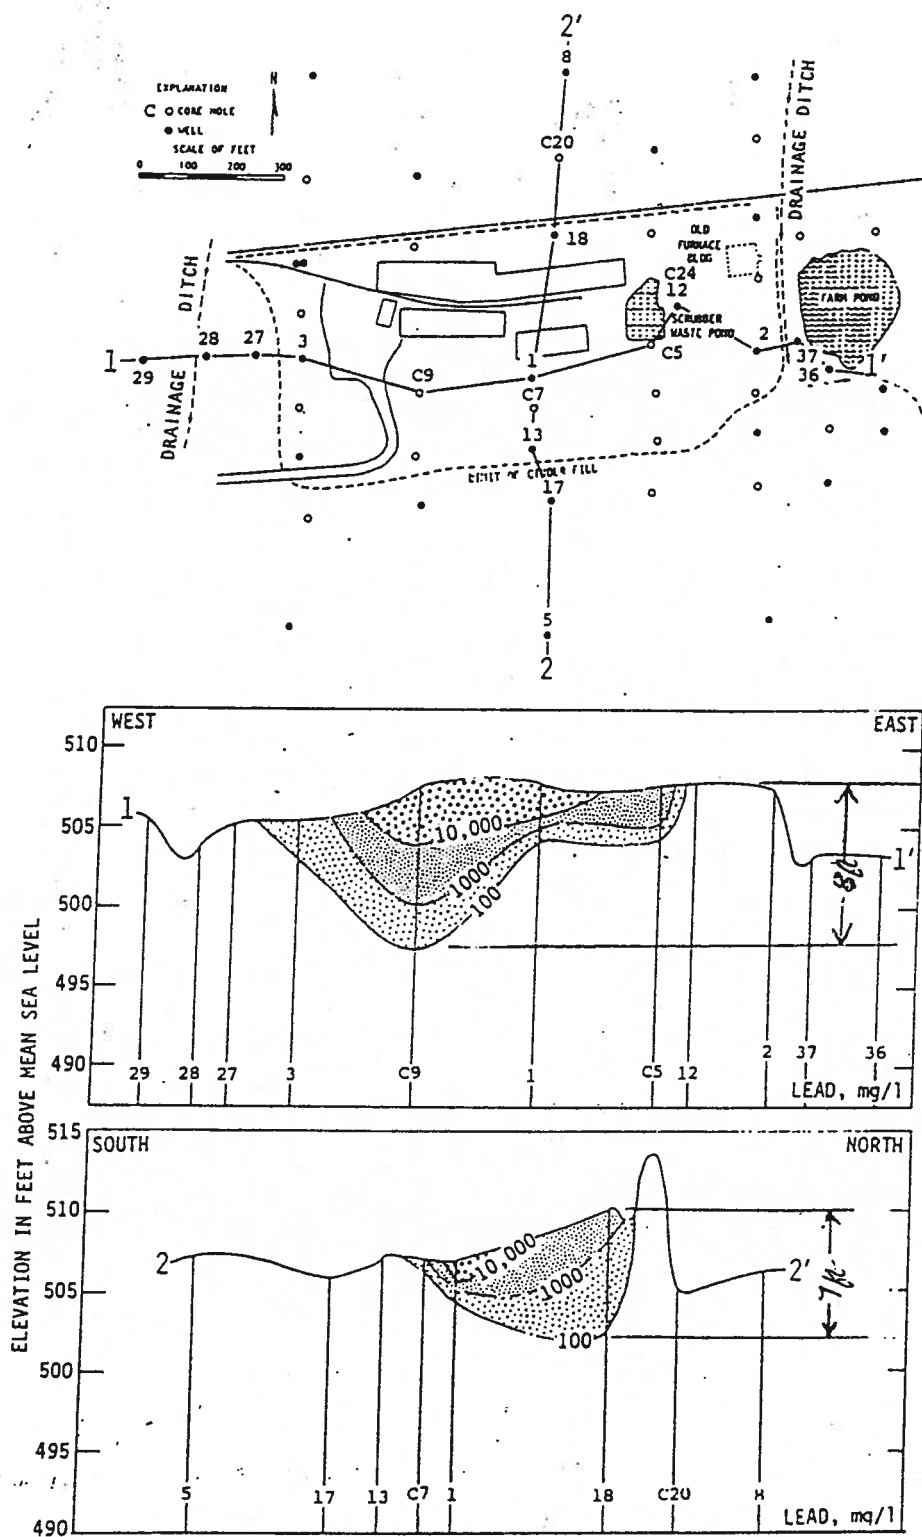 2'
8
EXPLANATION
N
C o CORE HOLE
● WELL
SCALE OF FEET
0 100 200 300
C20
DRAINAGE DITCH
18
OLD
FURNACE
BLDG
C24
12
FARM POND
SCRUBBER
WASTE POND
DITCH
DRAINAGE
1
29
28
27
3
C9
1
C7
C5
2
37
36
1'
13
LIMIT OF CINDER FILL
17
5
2
ELEVATION IN FEET ABOVE MEAN SEA LEVEL
WEST
EAST
510
505
500
495
490
1
1'
10,000
1000
100
29 28 27 3 C9 1 C5 12 2 37 36
LEAD, mg/l
515
SOUTH
NORTH
510
505
500
495
490
2
2'
10,000
1000
100
5 17 13 C7 1 18 C20
LEAD, mg/l